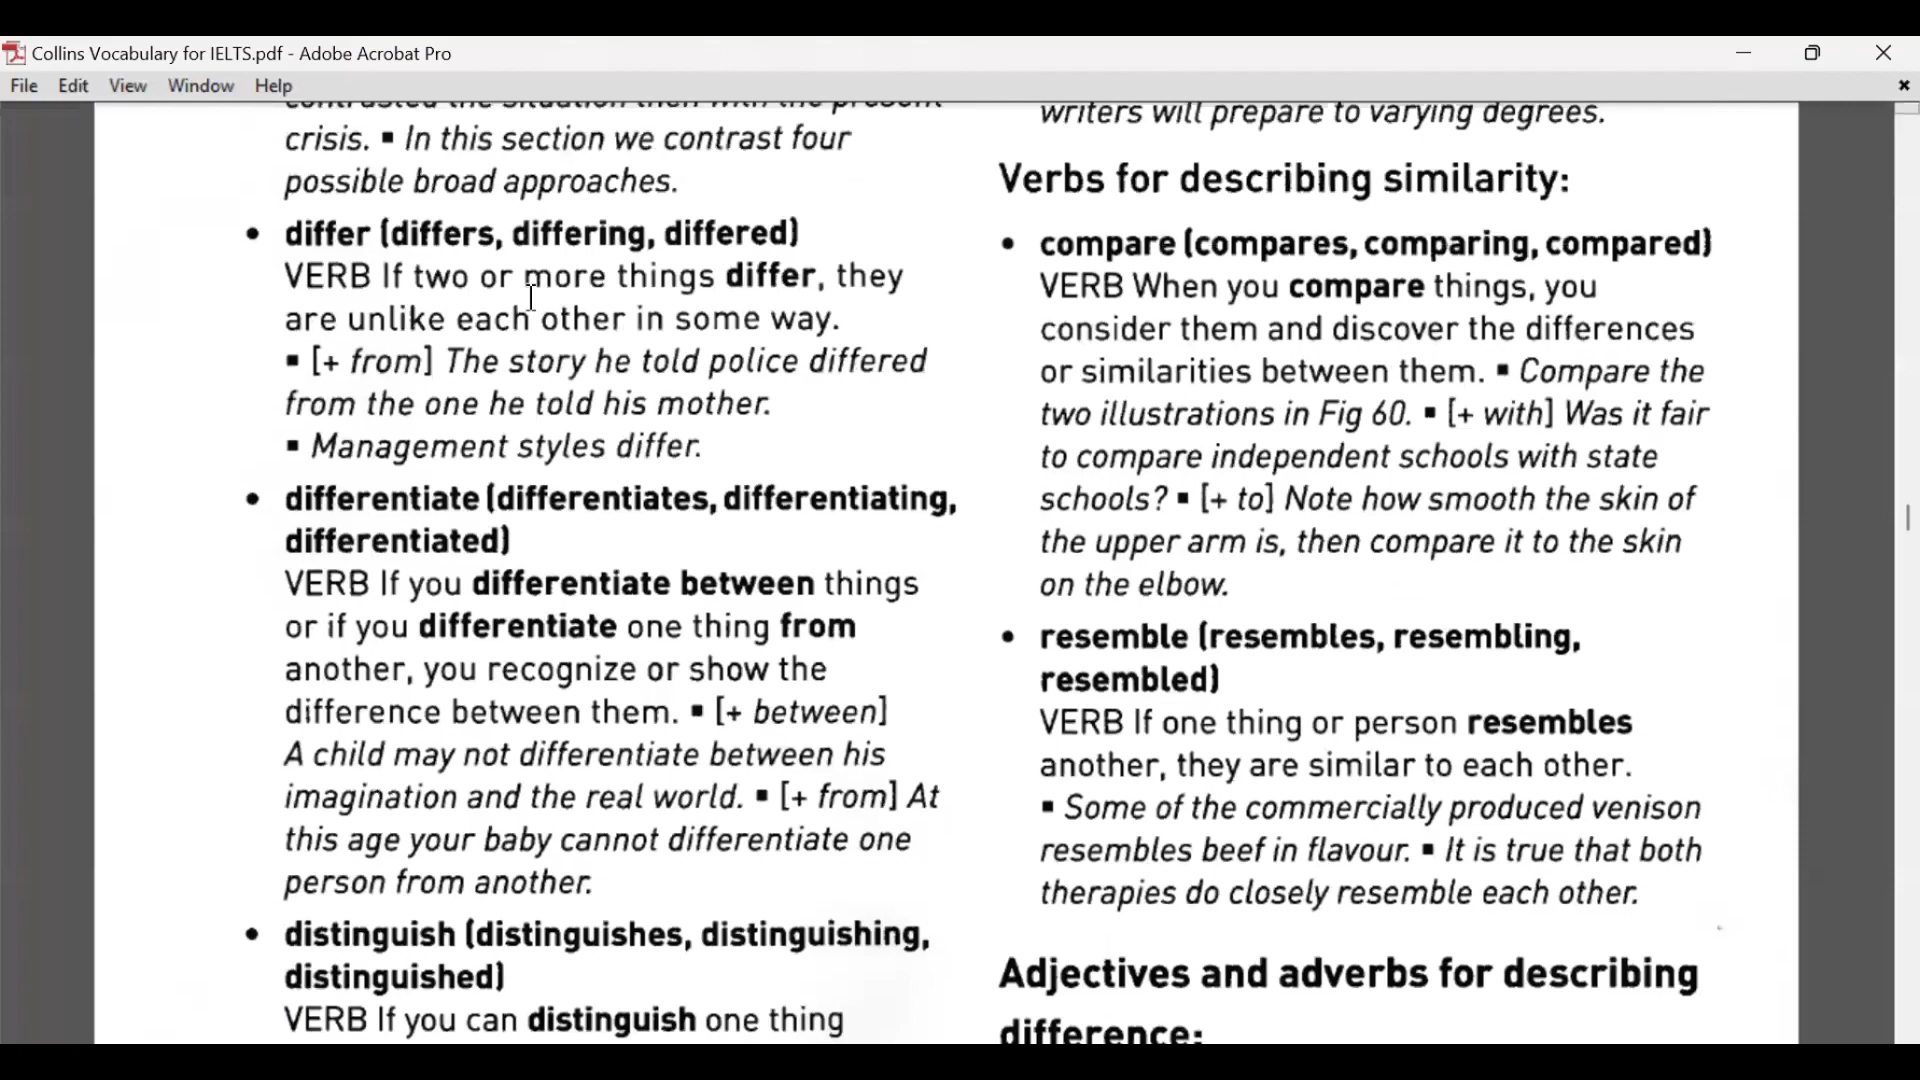 Collins Vocabulary for IELTS.pdf - Adobe Acrobat Pro
File Edit View Window Help
contrasted the situation then with the present
crisis. ▪ In this section we contrast four
possible broad approaches.
• differ (differs, differing, differed)
VERB If two or more things differ, they
are unlike each other in some way.
▪ [+ from] The story he told police differed
from the one he told his mother.
▪ Management styles differ.
• differentiate (differentiates, differentiating,
differentiated)
VERB If you differentiate between things
or if you differentiate one thing from
another, you recognize or show the
difference between them. ▪ [+ between]
A child may not differentiate between his
imagination and the real world. ▪ [+ from] At
this age your baby cannot differentiate one
person from another.
• distinguish (distinguishes, distinguishing,
distinguished)
VERB If you can distinguish one thing
writers will prepare to varying degrees.
Verbs for describing similarity:
• compare (compares, comparing, compared)
VERB When you compare things, you
consider them and discover the differences
or similarities between them. ▪ Compare the
two illustrations in Fig 60. ▪ [+ with] Was it fair
to compare independent schools with state
schools? ▪ [+ to] Note how smooth the skin of
the upper arm is, then compare it to the skin
on the elbow.
• resemble (resembles, resembling,
resembled)
VERB If one thing or person resembles
another, they are similar to each other.
▪ Some of the commercially produced venison
resembles beef in flavour. ▪ It is true that both
therapies do closely resemble each other.
Adjectives and adverbs for describing
difference: